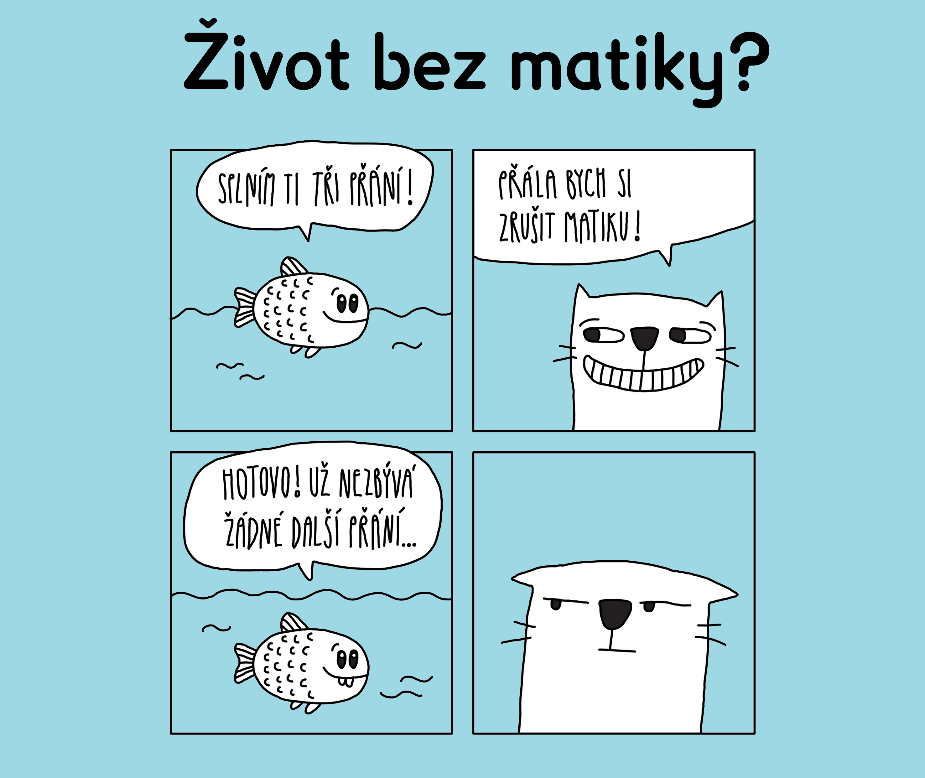 Život bez matiky?
SPLNÍM TI TŘI PŘÁNÍ!
PŘÁLA BYCH SI
ZRUŠIT MATIKU!
HOTOVO! UŽ NEZBÝVÁ
ŽÁDNÉ DALŠÍ PŘÁNÍ...